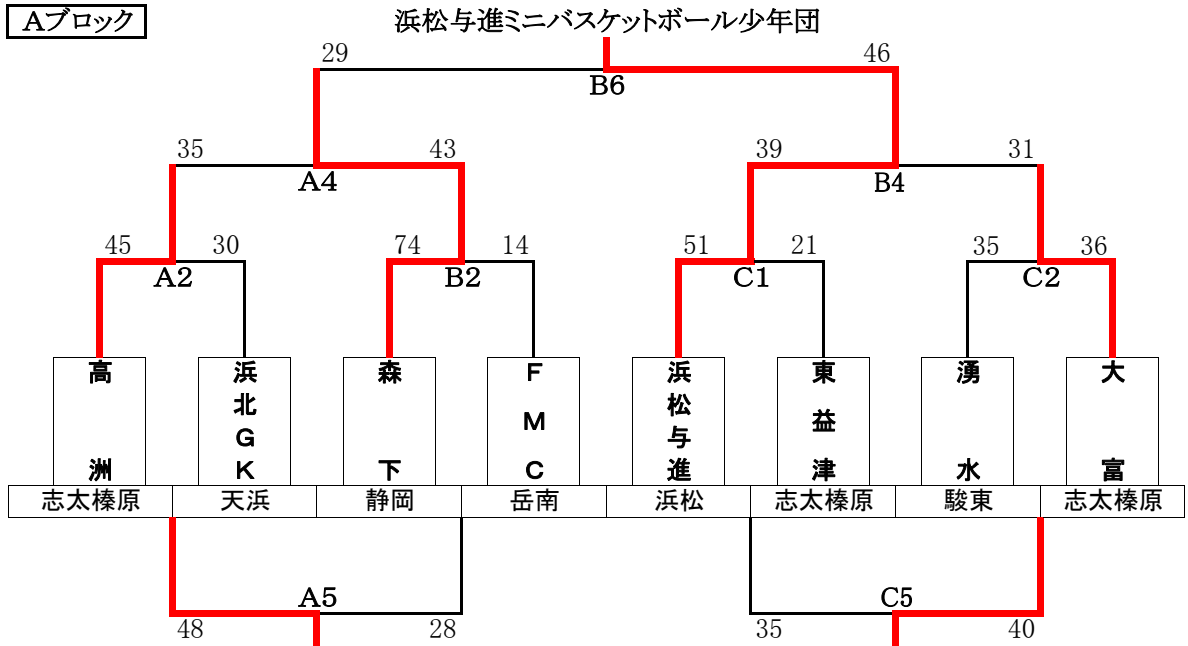 Aブロック
浜松与進ミニバスケットボール少年団
29 46
B6
35 43 39 31
A4 B4
45 30 74 14 51 21 35 36
A2 B2 C1 C2
高洲 浜北GK 森下 FMC 浜松与進 東益津 湧水 大富
志太榛原 天浜 静岡 岳南 浜松 志太榛原 駿東 志太榛原
A5 C5
48 28 35 40